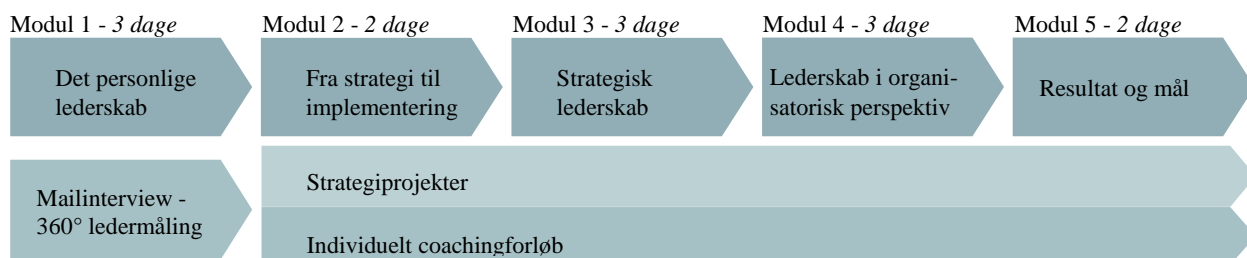 Modul 1 - 3 dage
Modul 2 - 2 dage
Modul 3 - 3 dage
Modul 4 - 3 dage
Modul 5 - 2 dage
Det personlige
lederskab
Fra strategi til
implementering
Strategisk
lederskab
Lederskab i organi-
satorisk perspektiv
Resultat og mål
Mailinterview -
360° ledermåling
Strategiprojekter
Individuelt coachingforløb